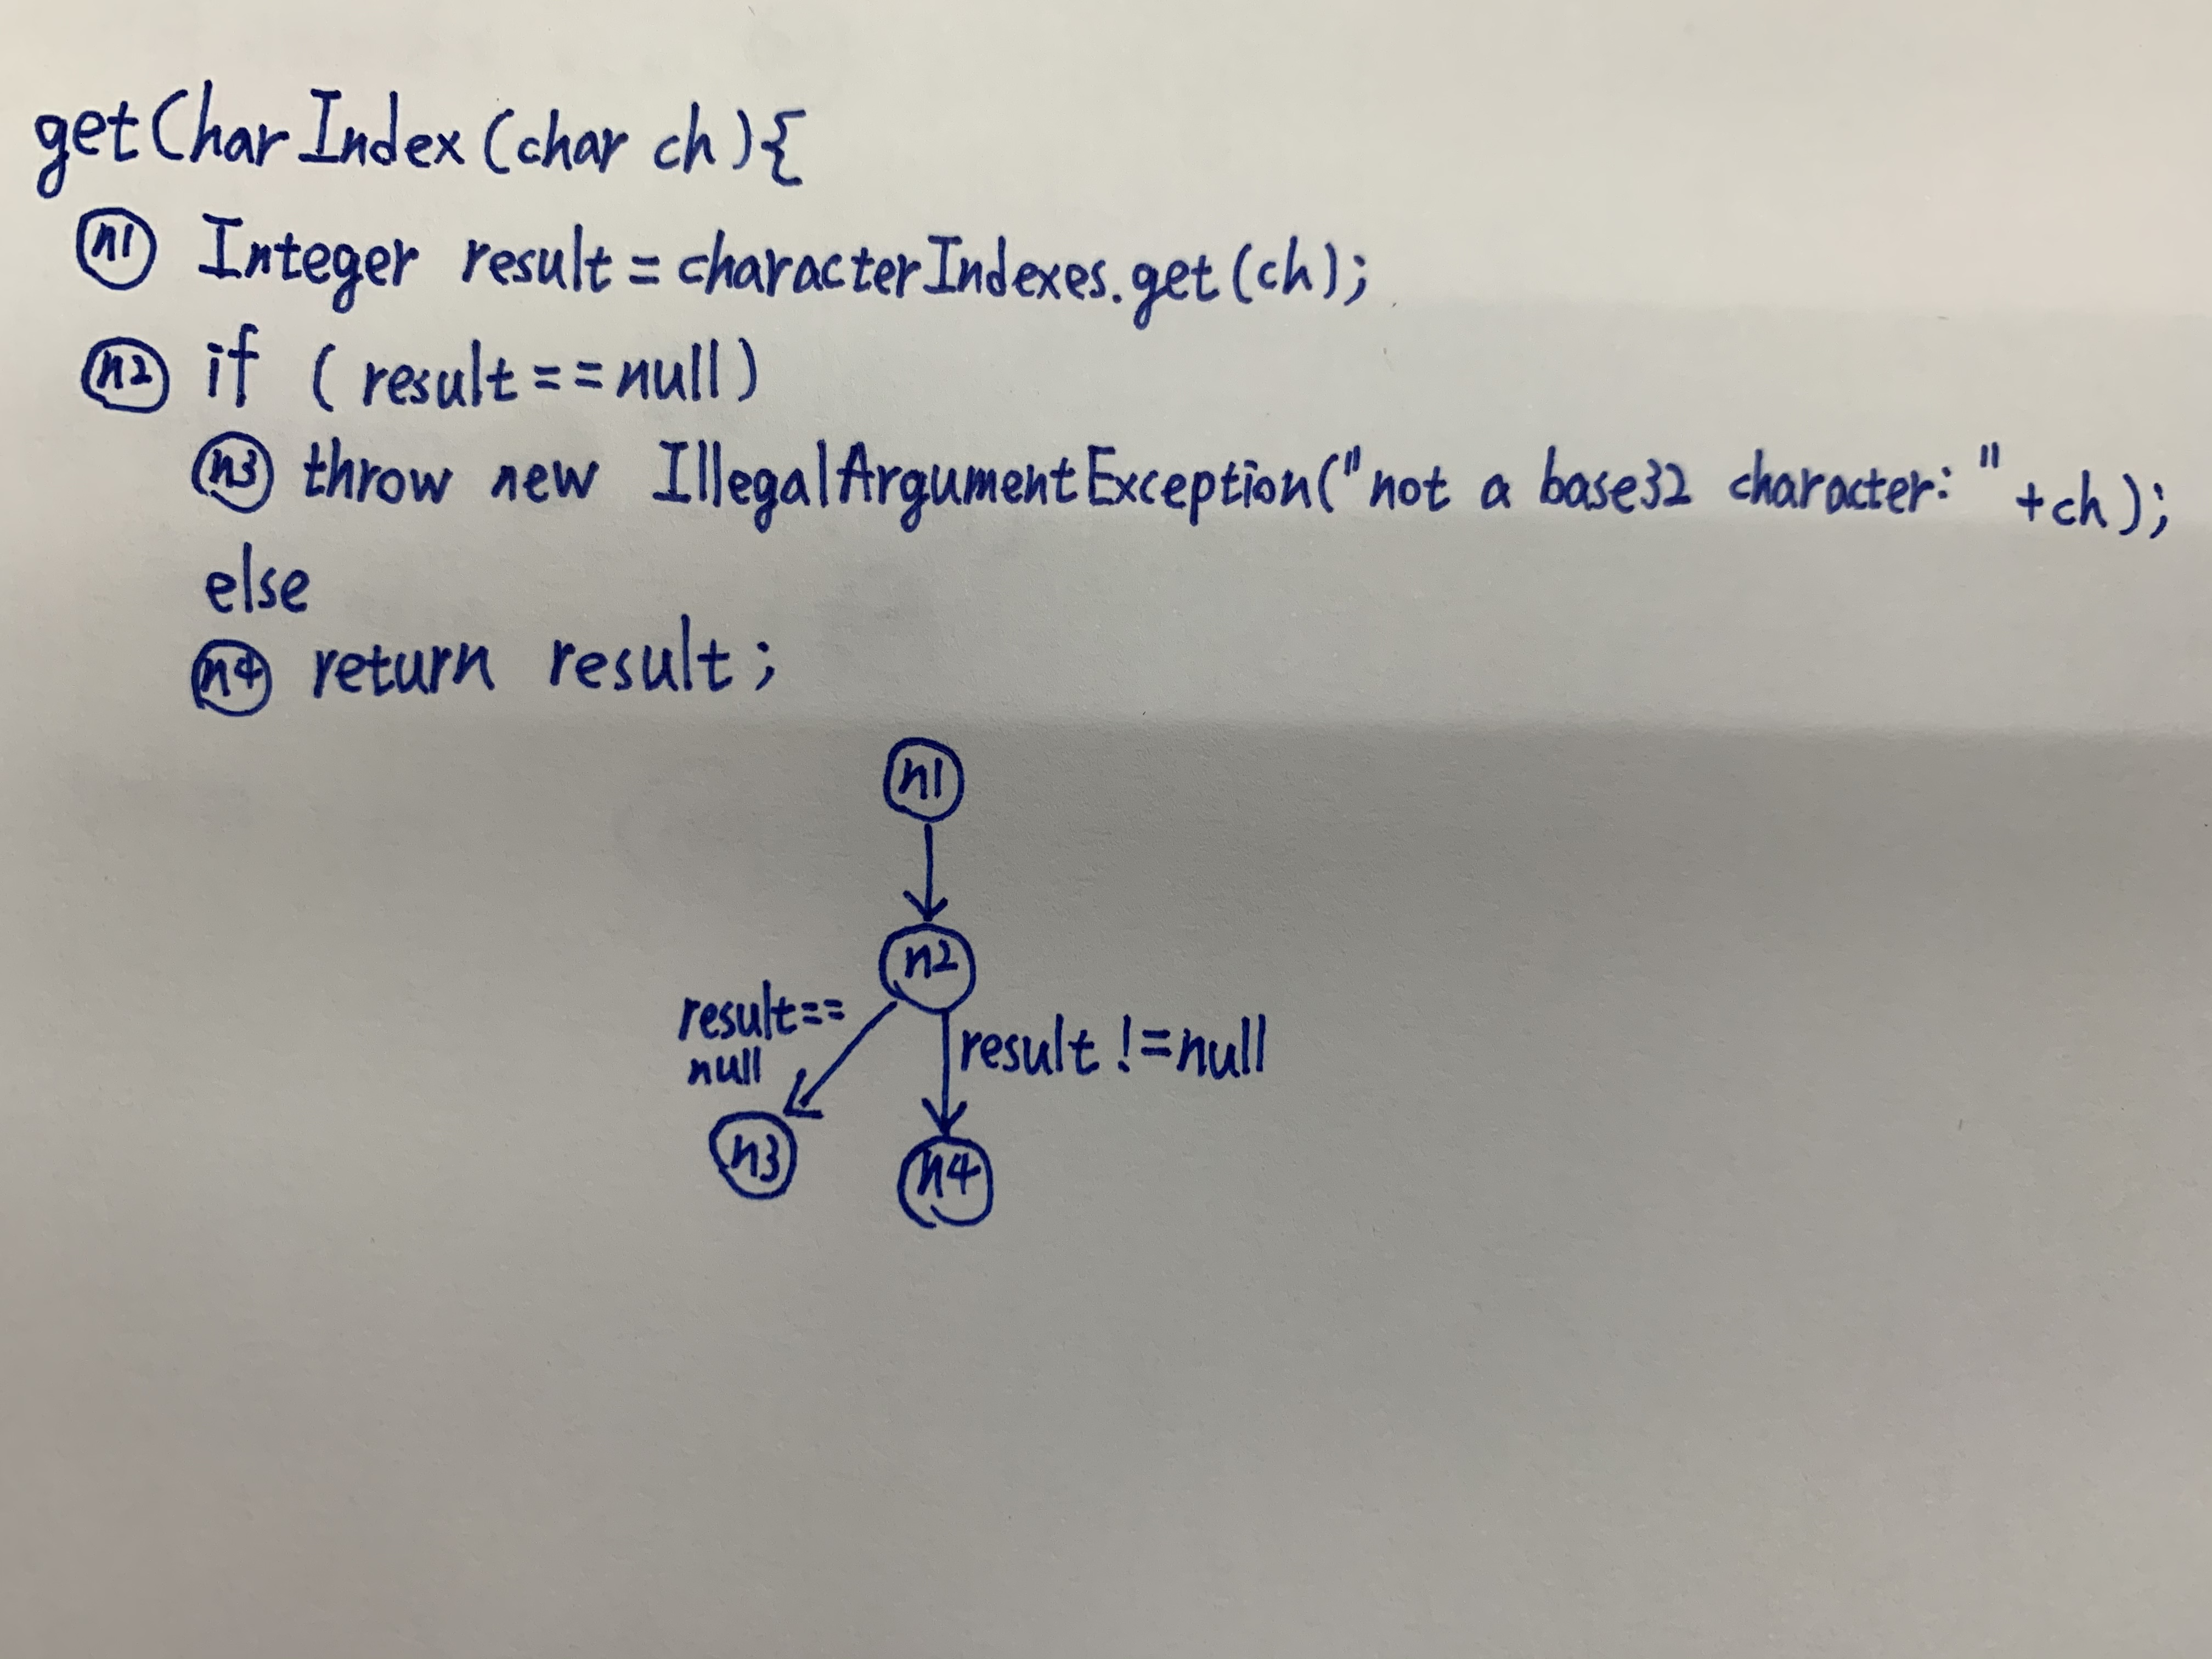 getCharIndex(char ch){
n1 Integer result = characterIndexes.get(ch);
n2 if (result==null)
n3 throw new IllegalArgumentException("not a base32 character: "+ch);
else
n4 return result;
n1
n2
result==
null
result !=null
n3
n4